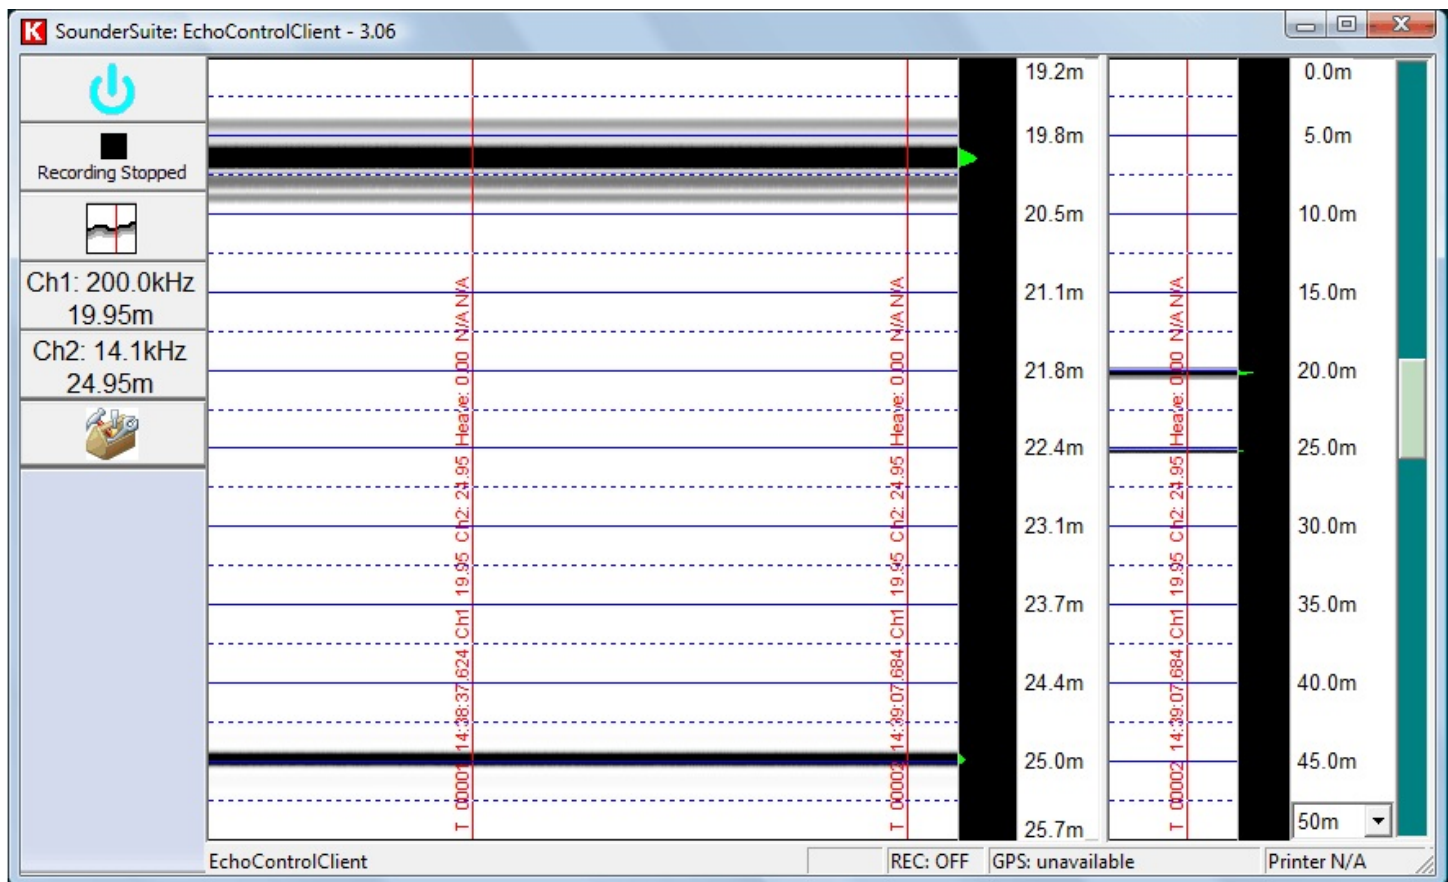 K SounderSuite: EchoControlClient - 3.06
Recording Stopped
Ch1: 200.0kHz
19.95m
Ch2: 14.1kHz
24.95m
T 00001 14:38:37.624 Ch1 19.95 Ch2: 24.95 Heave: 0.00 N/A N/A
T 00002 14:39:07.684 Ch1 19.95 Ch2: 24.95 Heave: 0.00 N/A N/A
19.2m
19.8m
20.5m
21.1m
21.8m
22.4m
23.1m
23.7m
24.4m
25.0m
25.7m
T 00002 14:39:07.684 Ch1 19.95 Ch2: 24.95 Heave: 0.00 N/A N/A
0.0m
5.0m
10.0m
15.0m
20.0m
25.0m
30.0m
35.0m
40.0m
45.0m
50m
EchoControlClient
REC: OFF
GPS: unavailable
Printer N/A